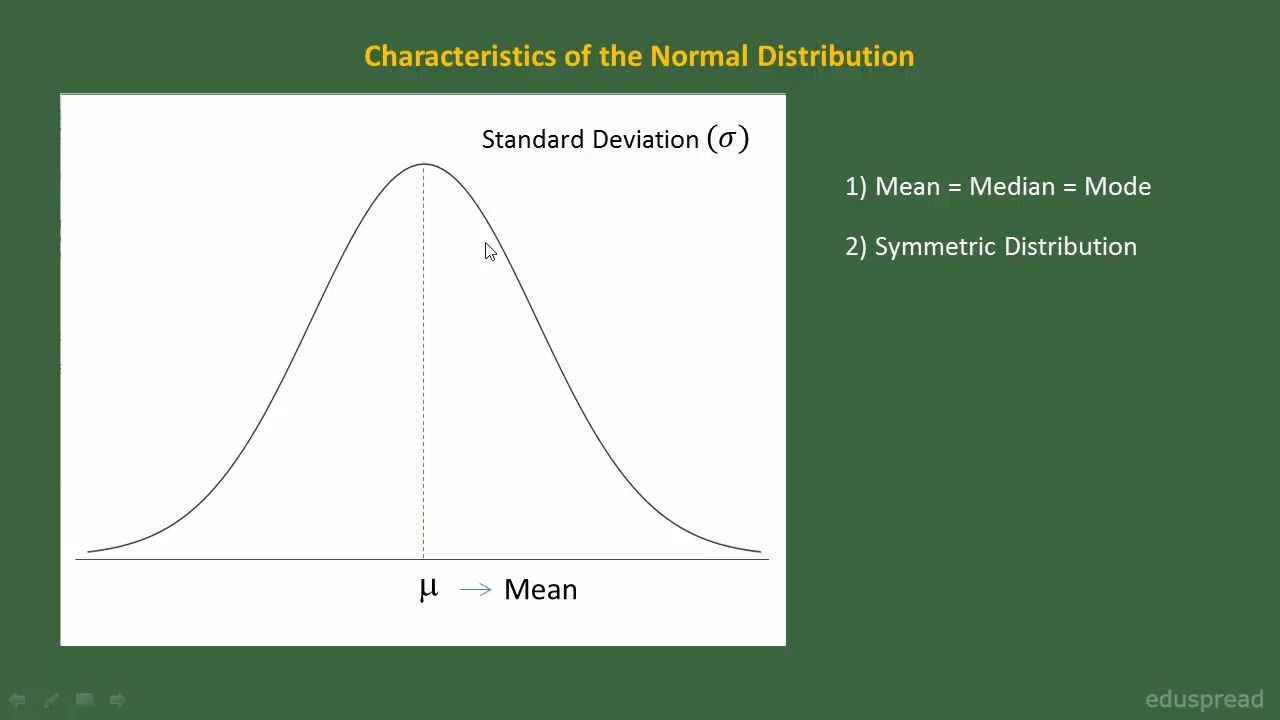 Characteristics of the Normal Distribution
Standard Deviation (σ)
1) Mean = Median = Mode
2) Symmetric Distribution
μ → Mean
eduspread